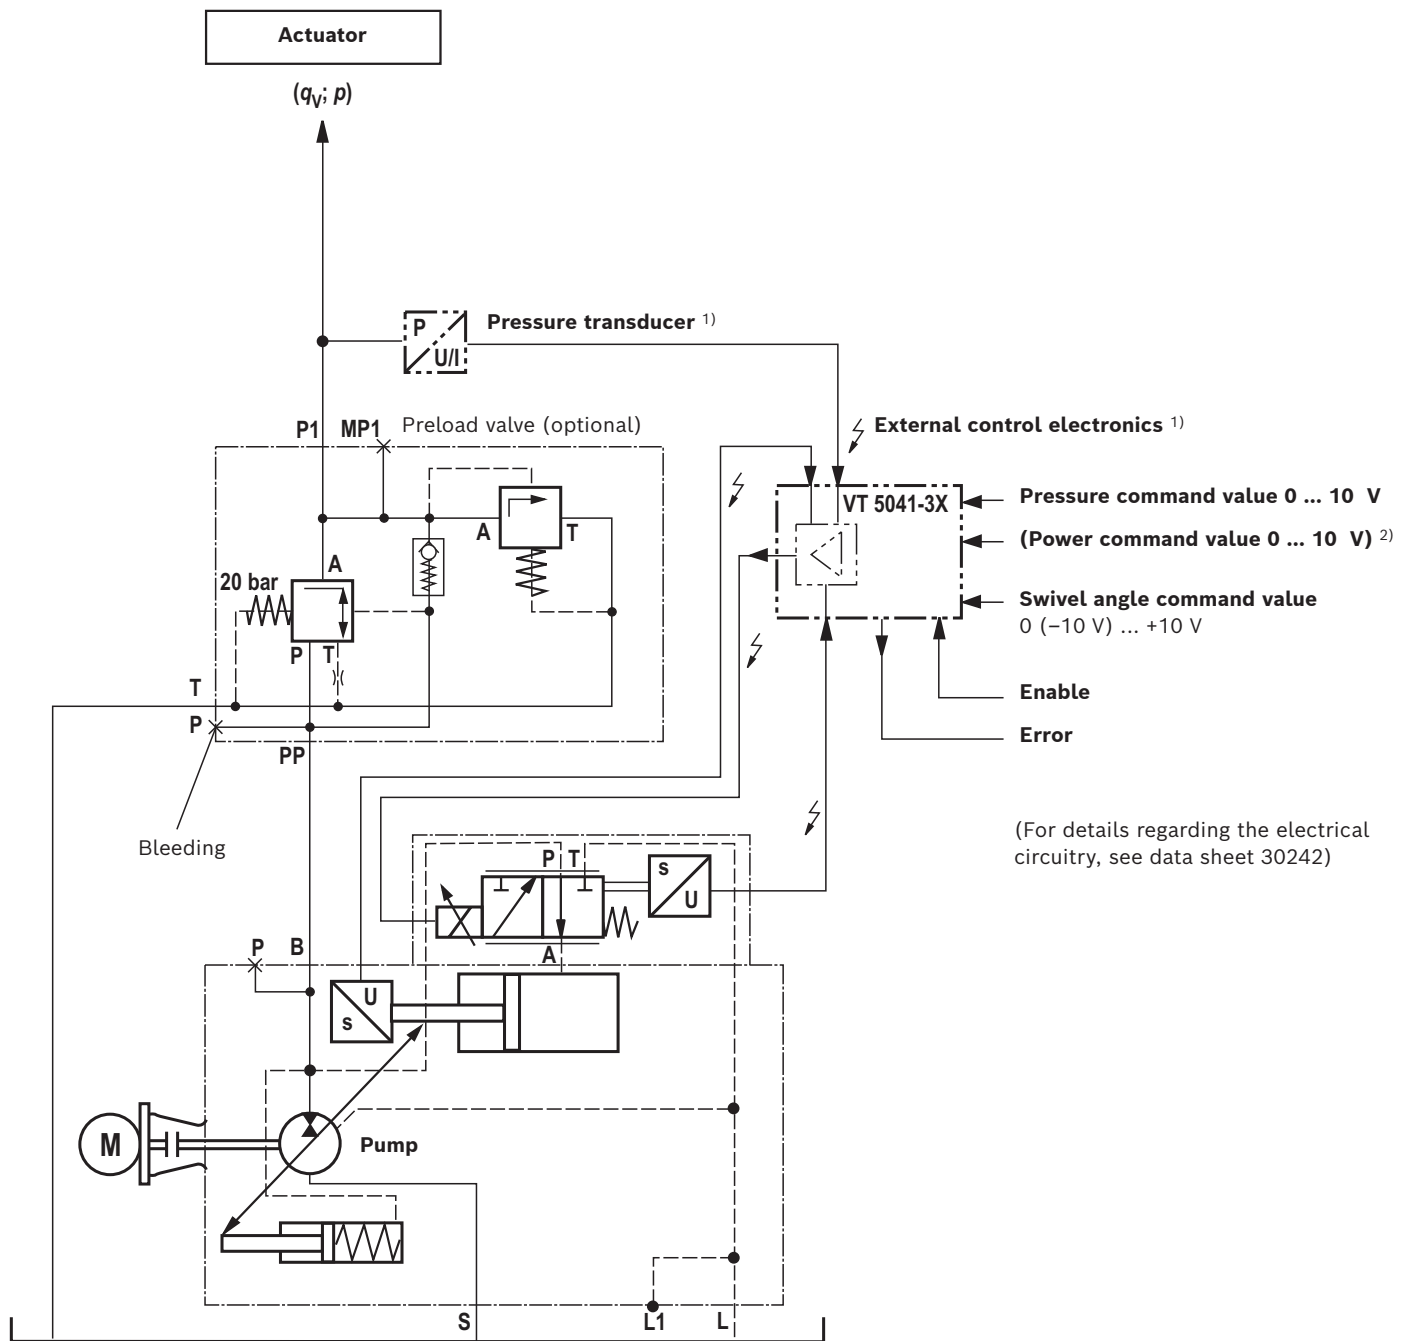 Actuator
(qV; p)
P
U/I
Pressure transducer 1)
P1
MP1
Preload valve (optional)
External control electronics 1)
VT 5041-3X
Pressure command value 0 ... 10 V
(Power command value 0 ... 10 V) 2)
Swivel angle command value
0 (–10 V) ... +10 V
Enable
Error
A
T
A
20 bar
P
T
T
P
PP
Bleeding
(For details regarding the electrical
circuitry, see data sheet 30242)
P
T
s
U
A
P
B
U
s
M
Pump
S
L1
L